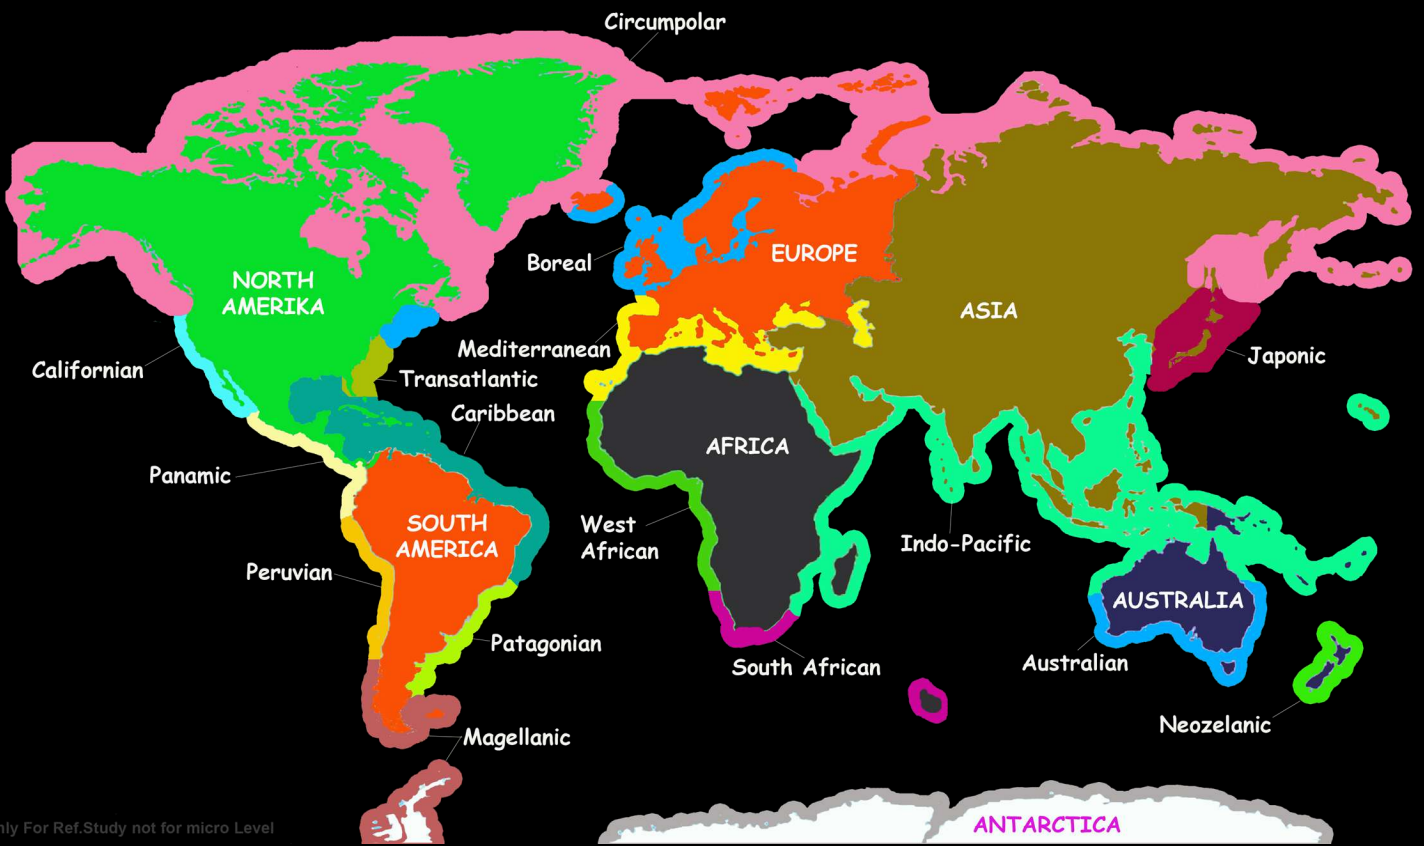 Circumpolar
NORTH
AMERIKA
EUROPE
Boreal
ASIA
Mediterranean
Japonic
Californian
Transatlantic
Caribbean
AFRICA
Panamic
SOUTH
AMERICA
West
African
Indo-Pacific
Peruvian
AUSTRALIA
Patagonian
South African
Australian
Neozelanic
Magellanic
ANTARCTICA
For Ref.Study not for micro Level